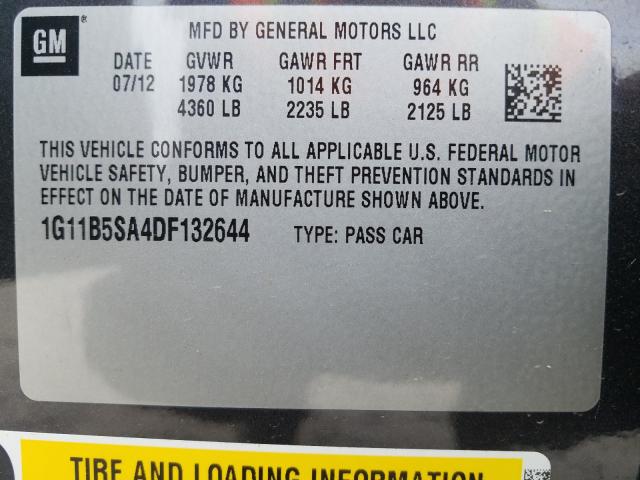 GM
®
MFD BY GENERAL MOTORS LLC
DATE GVWR GAWR FRT GAWR RR
07/12 1978 KG 1014 KG 964 KG
4360 LB 2235 LB 2125 LB
THIS VEHICLE CONFORMS TO ALL APPLICABLE U.S. FEDERAL MOTOR
VEHICLE SAFETY, BUMPER, AND THEFT PREVENTION STANDARDS IN
EFFECT ON THE DATE OF MANUFACTURE SHOWN ABOVE.
1G11B5SA4DF132644 TYPE: PASS CAR
TIRE AND LOADING INFORMATION